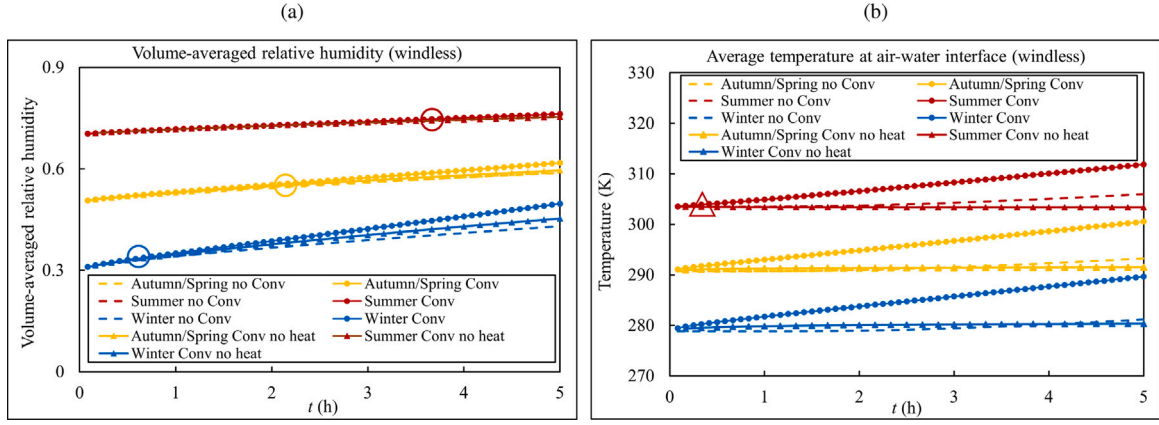 (a)
Volume-averaged relative humidity (windless)
Volume-averaged relative humidity
0.9
0.6
0.3
0
Autumn/Spring no Conv
Autumn/Spring Conv
Summer no Conv
Summer Conv
Winter no Conv
Winter Conv
Autumn/Spring Conv no heat
Summer Conv no heat
Winter Conv no heat
0 1 2 3 4 5
t (h)
(b)
Average temperature at air-water interface (windless)
Temperature (K)
330
320
310
300
290
280
270
Autumn/Spring no Conv
Autumn/Spring Conv
Summer no Conv
Summer Conv
Winter no Conv
Winter Conv
Autumn/Spring Conv no heat
Summer Conv no heat
Winter Conv no heat
0 1 2 3 4 5
t (h)